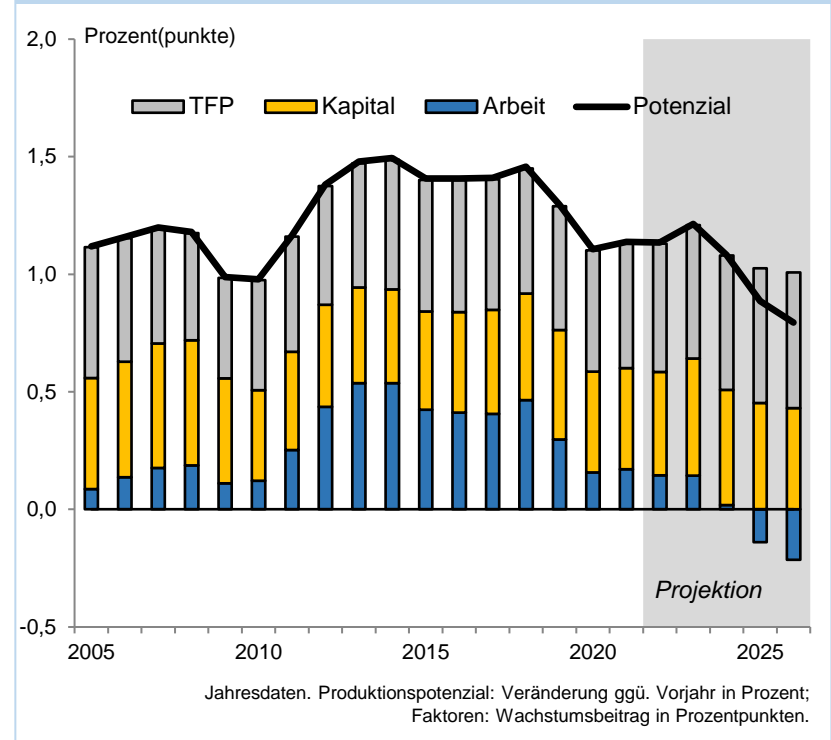 Prozent(punkte)
2,0
TFP Kapital Arbeit Potenzial
1,5
1,0
0,5
0,0
Projektion
-0,5
2005 2010 2015 2020 2025
Jahresdaten. Produktionspotenzial: Veränderung ggü. Vorjahr in Prozent;
Faktoren: Wachstumsbeitrag in Prozentpunkten.